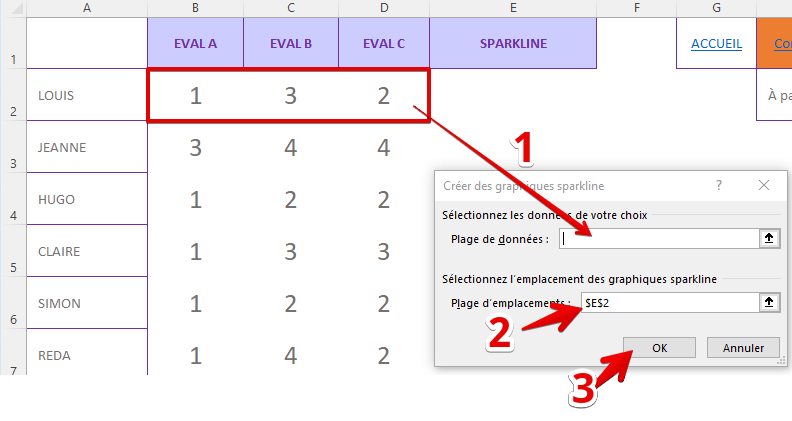 A B C D E F G H
1 EVAL A EVAL B EVAL C SPARKLINE ACCUEIL
2 LOUIS 1 3 2 À pa
3 JEANNE 3 4 4
4 HUGO 1 2 2
5 CLAIRE 1 3 3
6 SIMON 1 2 2
7 REDA 1 4 2
1
Créer des graphiques sparkline ? ×
Sélectionnez les données de votre choix
Plage de données :
Sélectionnez l'emplacement des graphiques sparkline
Plage d'emplacements : $E$2
2
OK Annuler
3